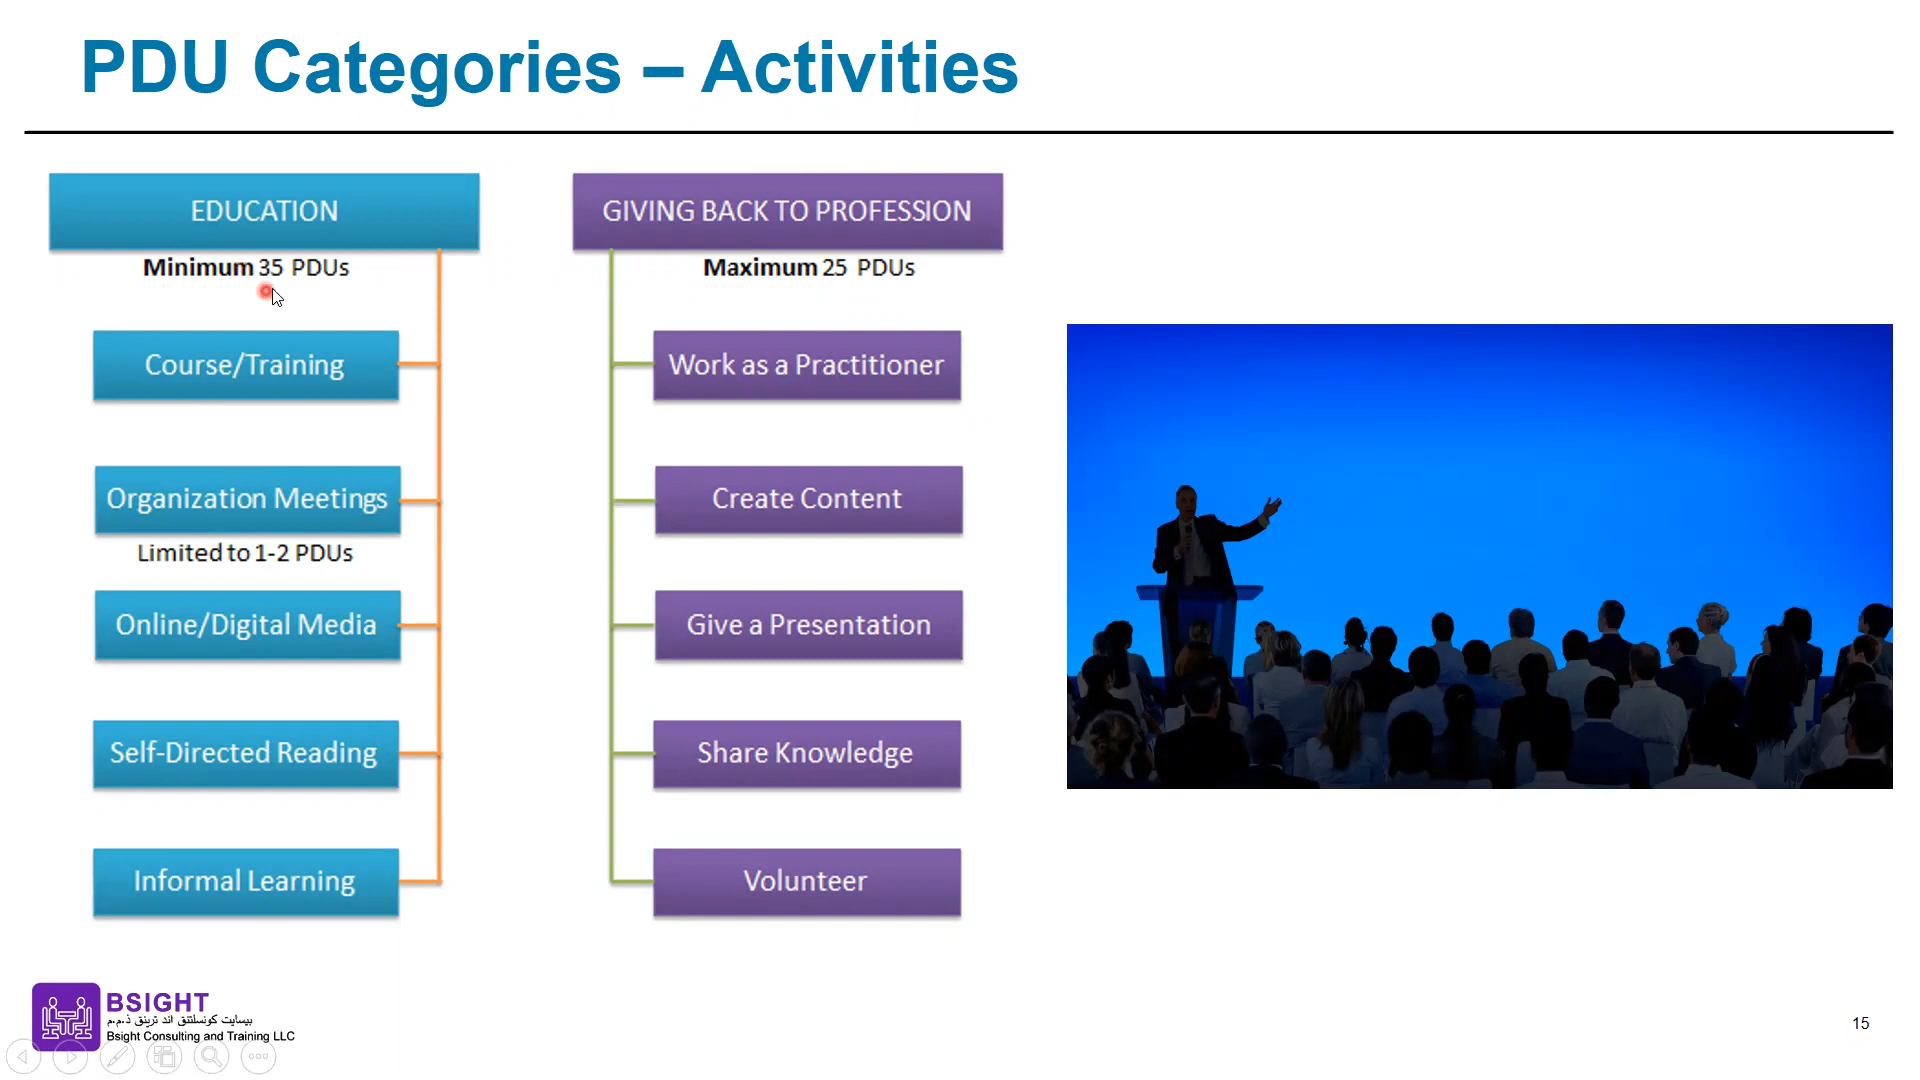 PDU Categories – Activities
EDUCATION
Minimum 35 PDUs
Course/Training
Organization Meetings
Limited to 1-2 PDUs
Online/Digital Media
Self-Directed Reading
Informal Learning
GIVING BACK TO PROFESSION
Maximum 25 PDUs
Work as a Practitioner
Create Content
Give a Presentation
Share Knowledge
Volunteer
BSIGHT
بيسايت كونسلتنق اند ترينق ذ.م.م
Bsight Consulting and Training LLC
15